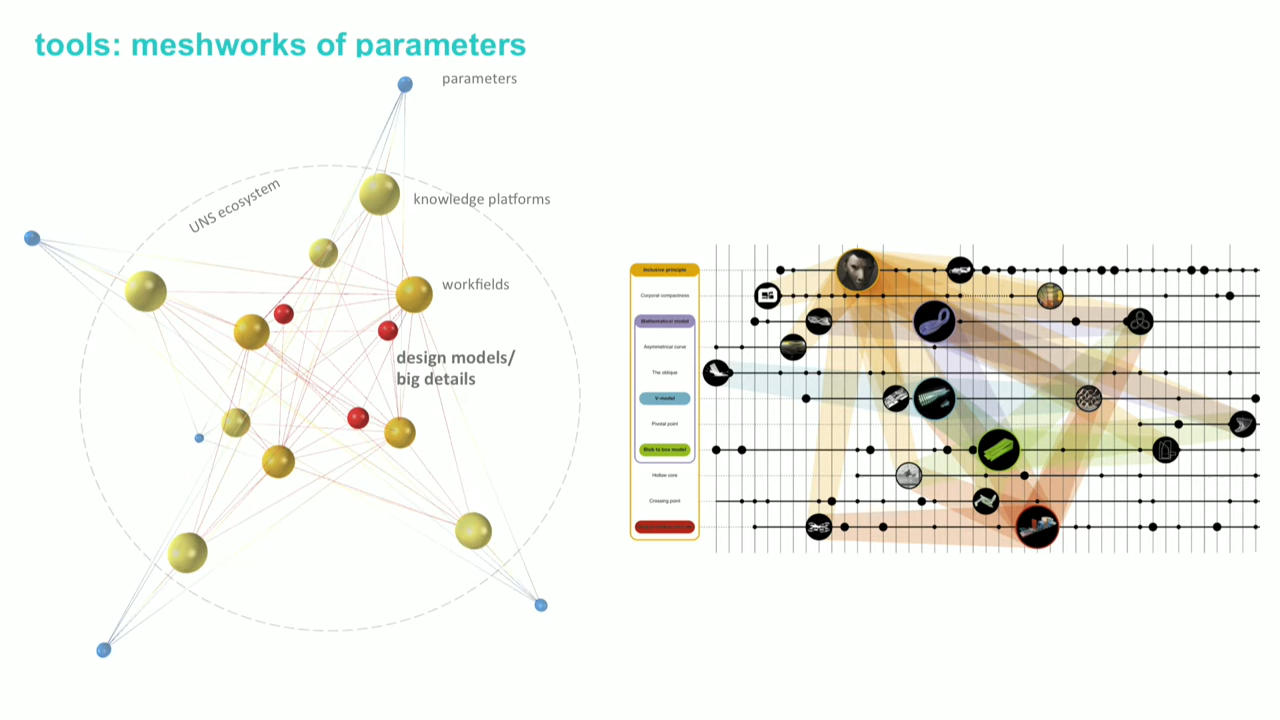 tools: meshworks of parameters
parameters
UNS ecosystem
knowledge platforms
workfields
design models/
big details
Inclusive principle
Corporal compactness
Mathematical model
Asymmetrical curve
The oblique
V-model
Pivotal point
Blob to box model
Hollow core
Crossing point